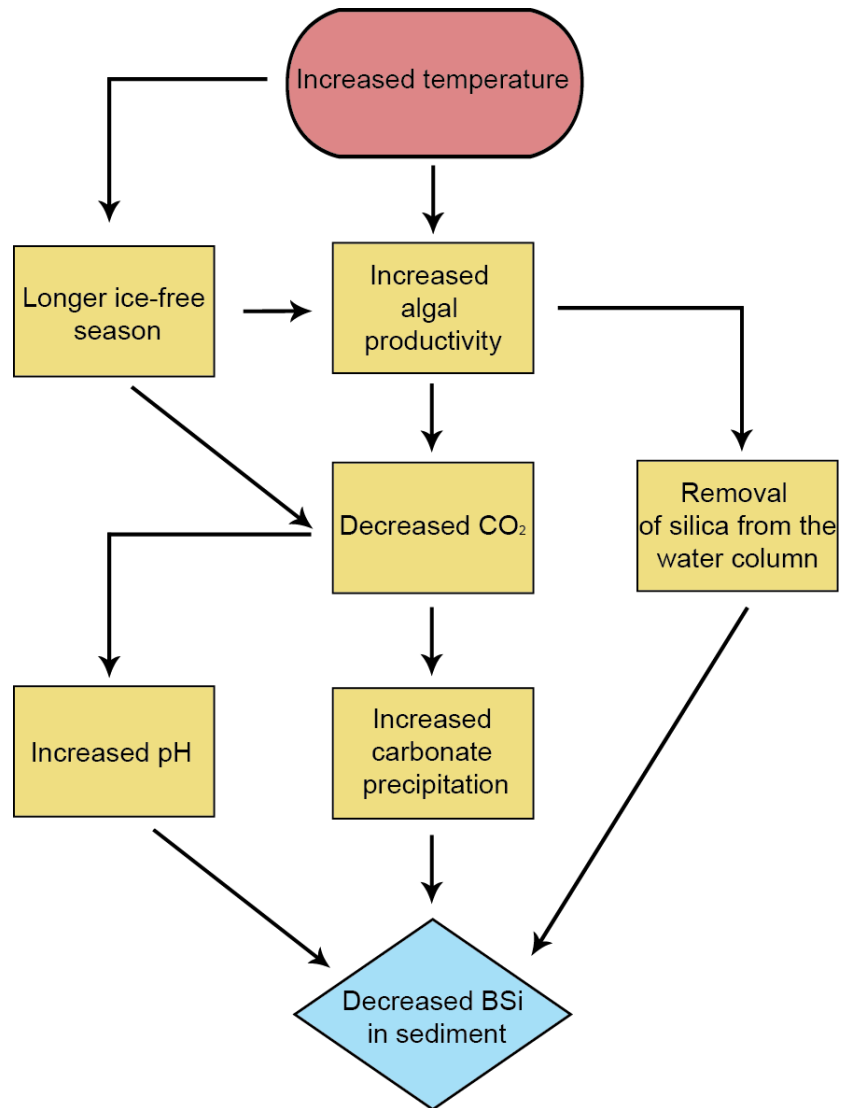 Increased temperature
Longer ice-free
season
Increased
algal
productivity
Decreased CO₂
Removal
of silica from the
water column
Increased pH
Increased
carbonate
precipitation
Decreased BSi
in sediment